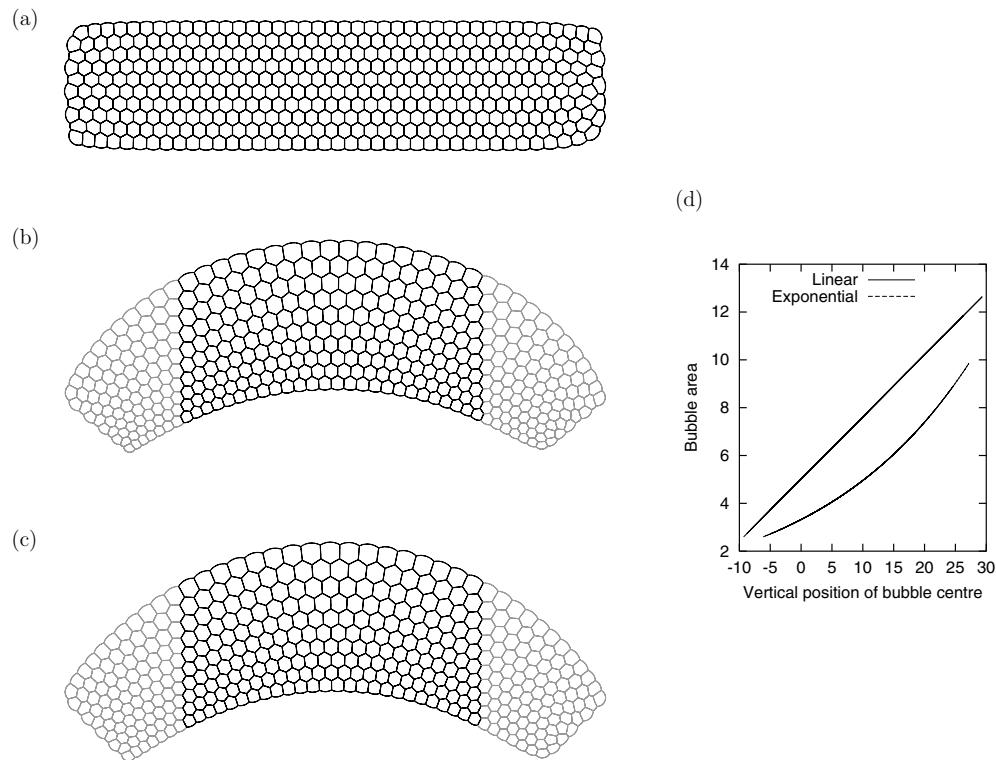 (a)
(b)
(c)
(d)
14
12
10
8
6
4
2
Linear
Exponential
Bubble area
-10 -5 0 5 10 15 20 25 30
Vertical position of bubble centre